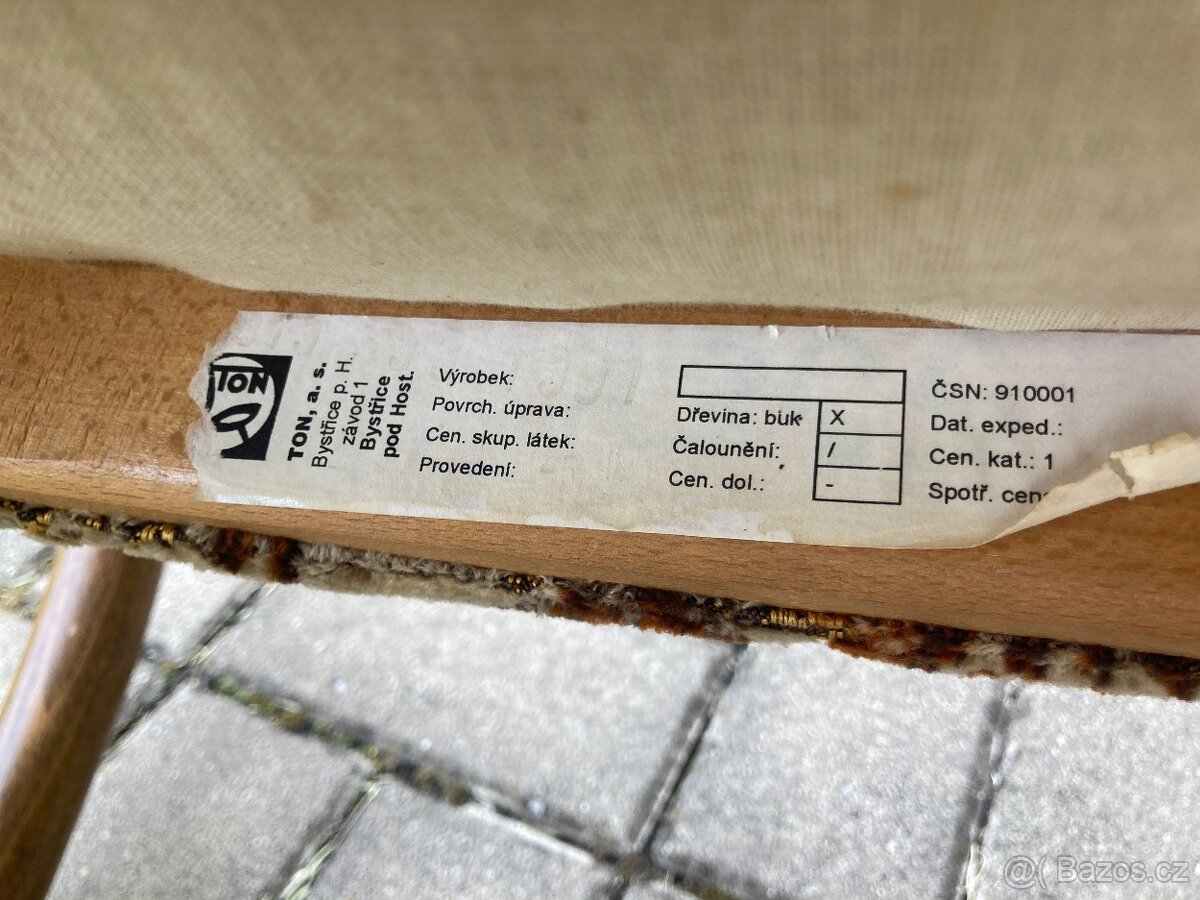 TON
TON, a. s.
Bystřice p. H.
závod 1
Bystřice
pod Host.
Výrobek:
Povrch. úprava:
Cen. skup. látek:
Provedení:
Dřevina: buk X
Čalounění: /
Cen. dol.: -
ČSN: 910001
Dat. exped.:
Cen. kat.: 1
Spotř.
@( Bazos.cz